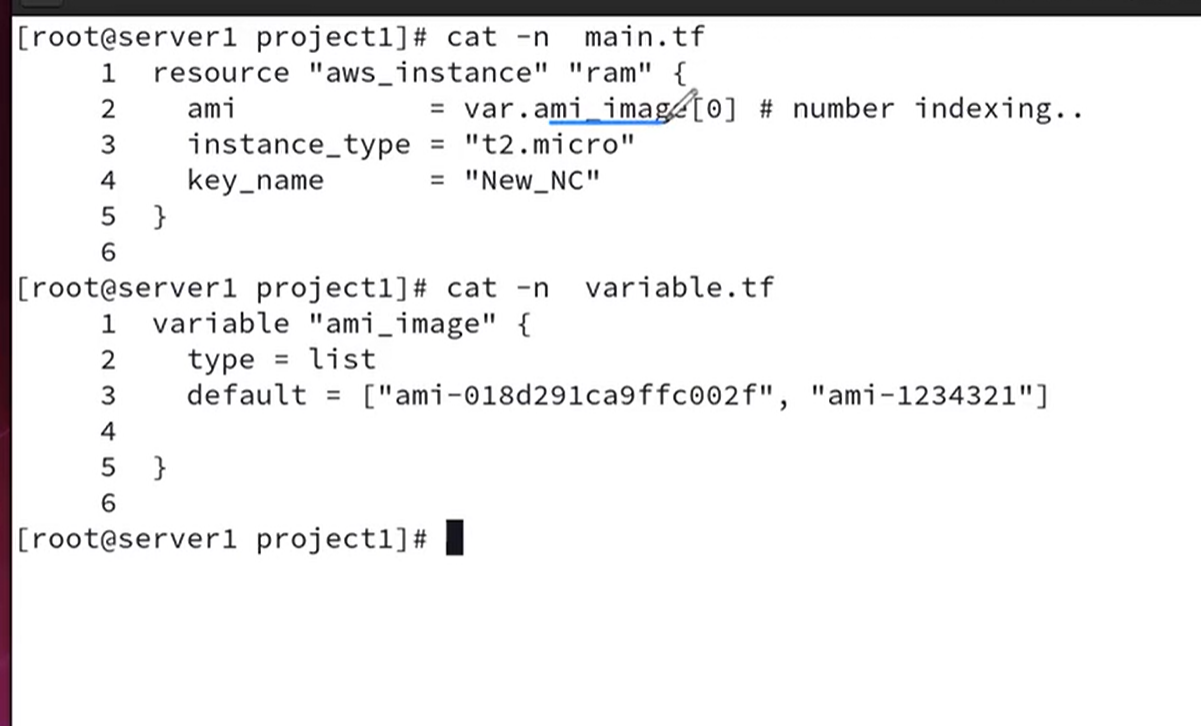 [root@server1 project1]# cat -n  main.tf
1 resource "aws_instance" "ram" {
2   ami           = var.ami_image[0] # number indexing..
3   instance_type = "t2.micro"
4   key_name      = "New_NC"
5 }
6
[root@server1 project1]# cat -n  variable.tf
1 variable "ami_image" {
2   type = list
3   default = ["ami-018d291ca9ffc002f", "ami-1234321"]
4
5 }
6
[root@server1 project1]#